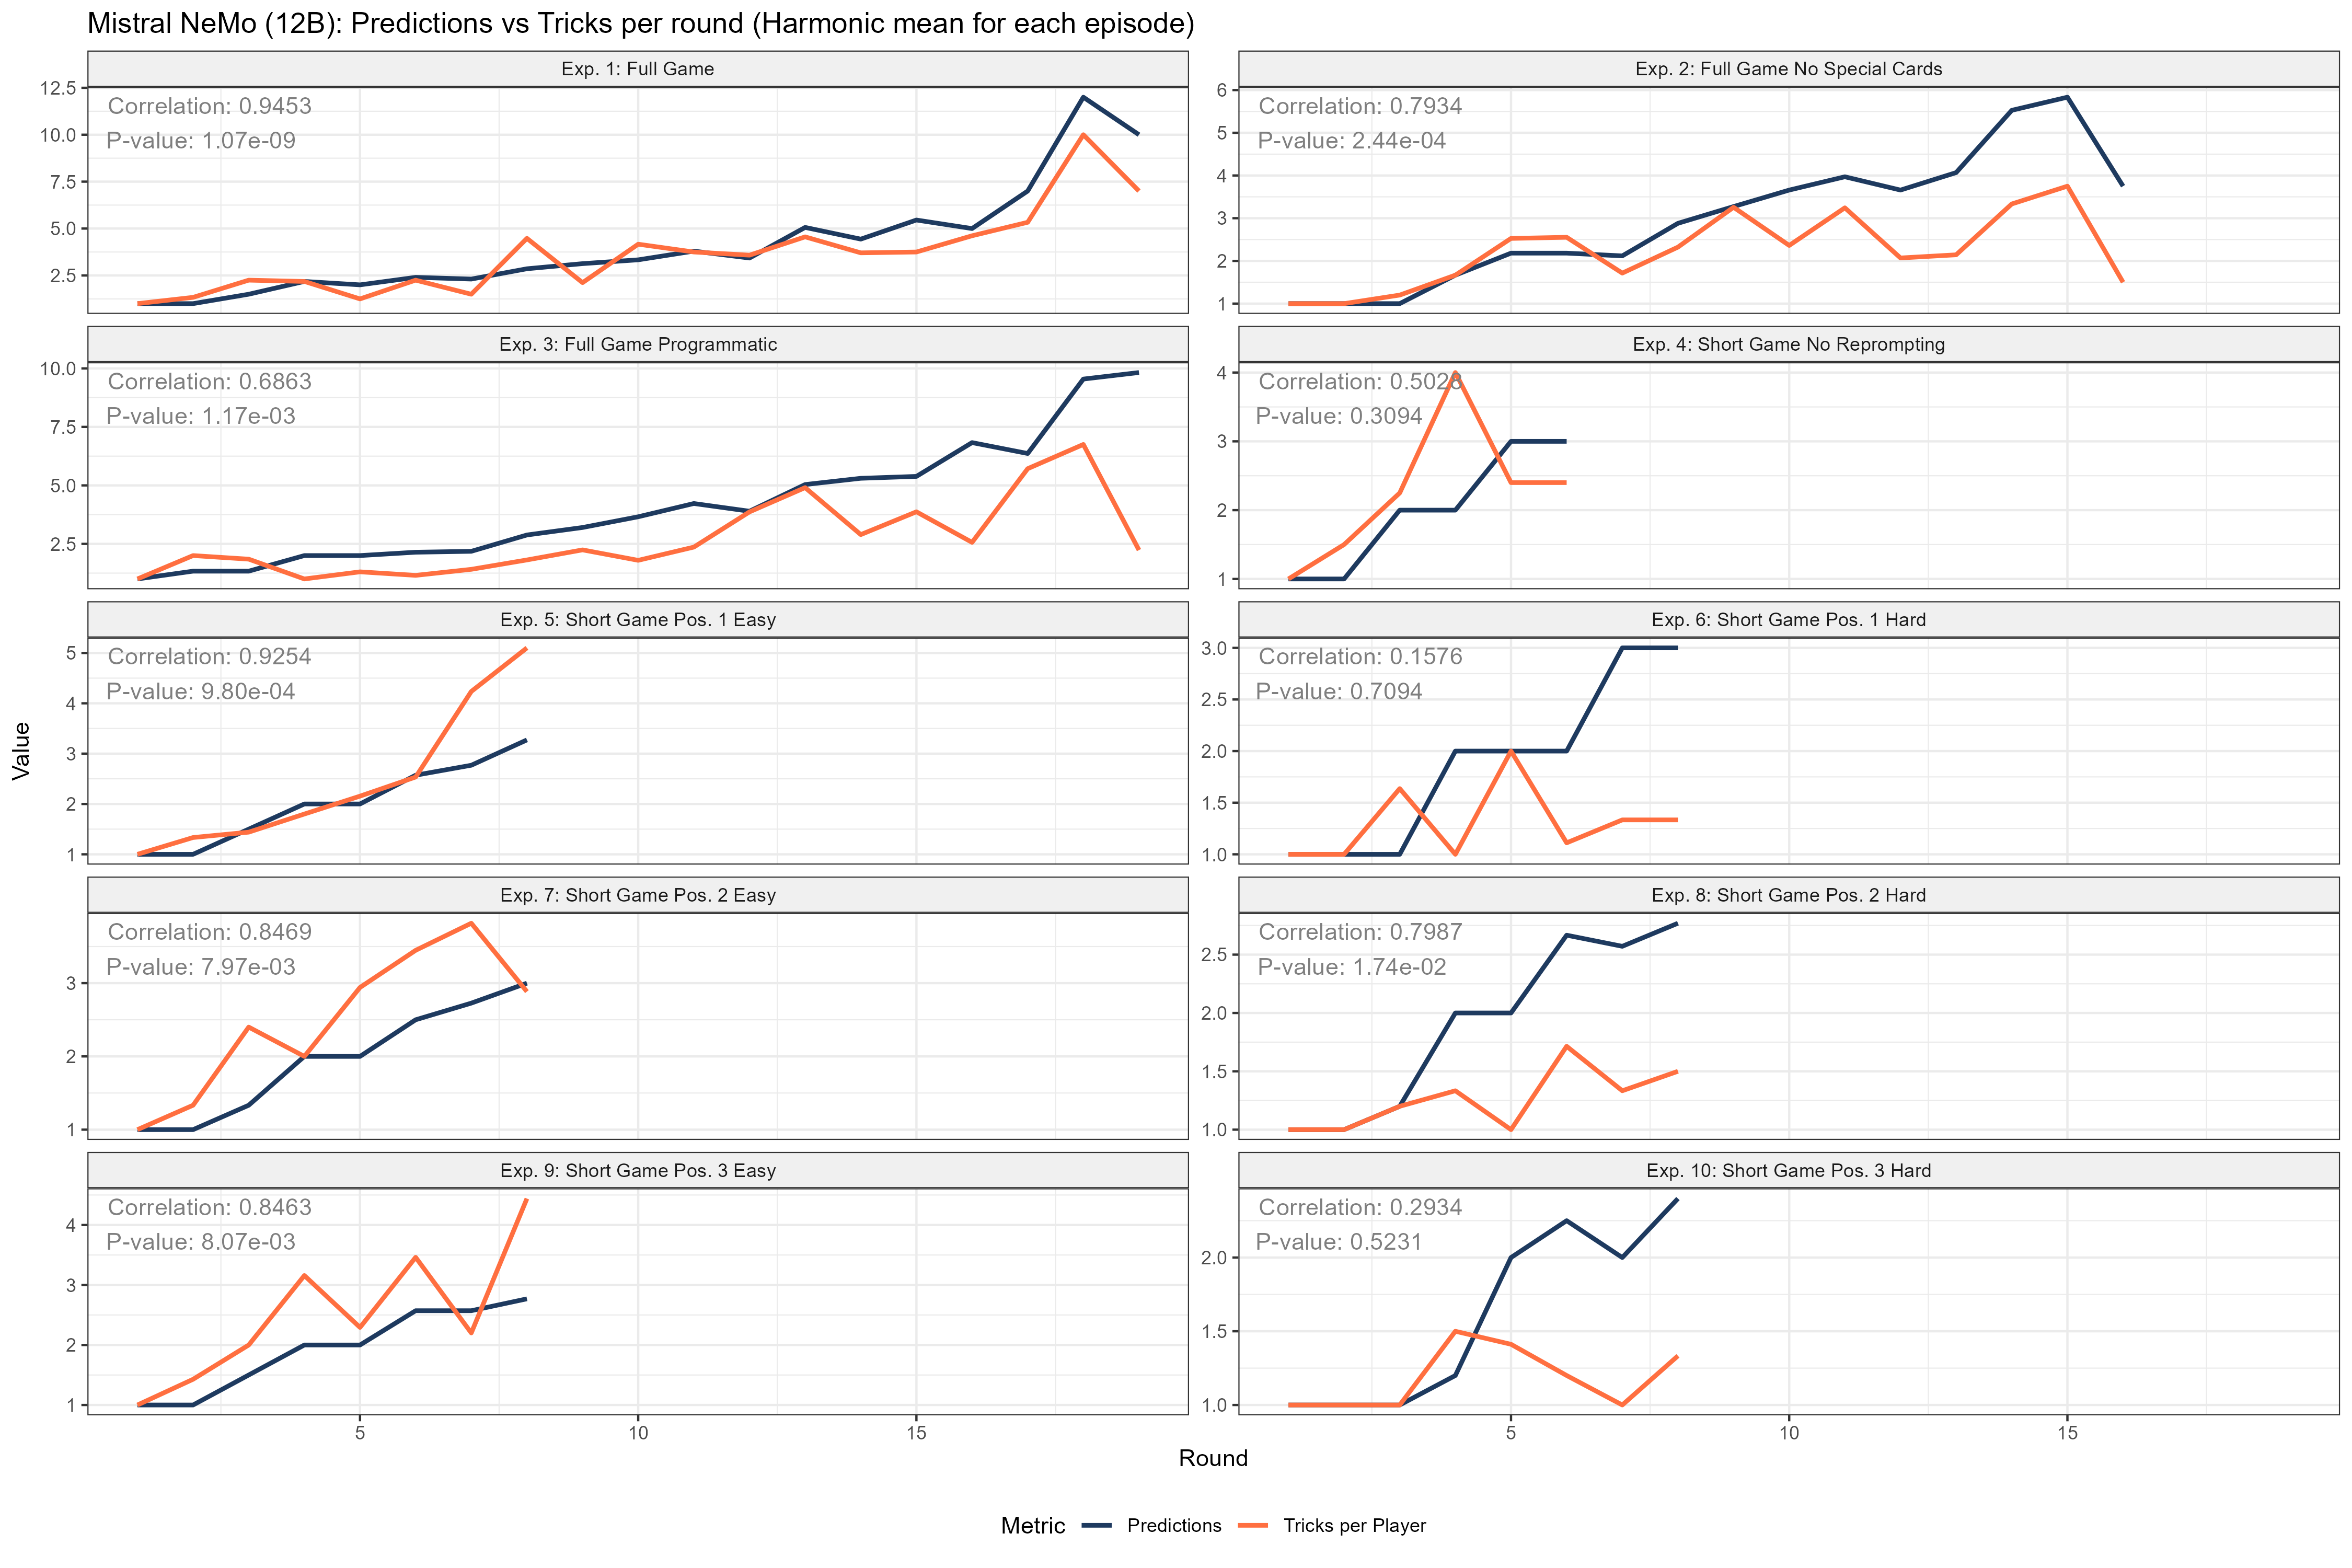 Mistral NeMo (12B): Predictions vs Tricks per round (Harmonic mean for each episode)
Exp. 1: Full Game
Correlation: 0.9453
P-value: 1.07e-09
12.5
10.0
7.5
5.0
2.5
Exp. 2: Full Game No Special Cards
Correlation: 0.7934
P-value: 2.44e-04
6
5
4
3
2
1
Exp. 3: Full Game Programmatic
Correlation: 0.6863
P-value: 1.17e-03
10.0
7.5
5.0
2.5
Exp. 4: Short Game No Reprompting
Correlation: 0.5028
P-value: 0.3094
4
3
2
1
Exp. 5: Short Game Pos. 1 Easy
Correlation: 0.9254
P-value: 9.80e-04
5
4
3
2
1
Exp. 6: Short Game Pos. 1 Hard
Correlation: 0.1576
P-value: 0.7094
3.0
2.5
2.0
1.5
1.0
Exp. 7: Short Game Pos. 2 Easy
Correlation: 0.8469
P-value: 7.97e-03
3
2
1
Exp. 8: Short Game Pos. 2 Hard
Correlation: 0.7987
P-value: 1.74e-02
2.5
2.0
1.5
1.0
Exp. 9: Short Game Pos. 3 Easy
Correlation: 0.8463
P-value: 8.07e-03
4
3
2
1
Exp. 10: Short Game Pos. 3 Hard
Correlation: 0.2934
P-value: 0.5231
2.0
1.5
1.0
5 10 15
5 10 15
Value
Round
Metric Predictions Tricks per Player